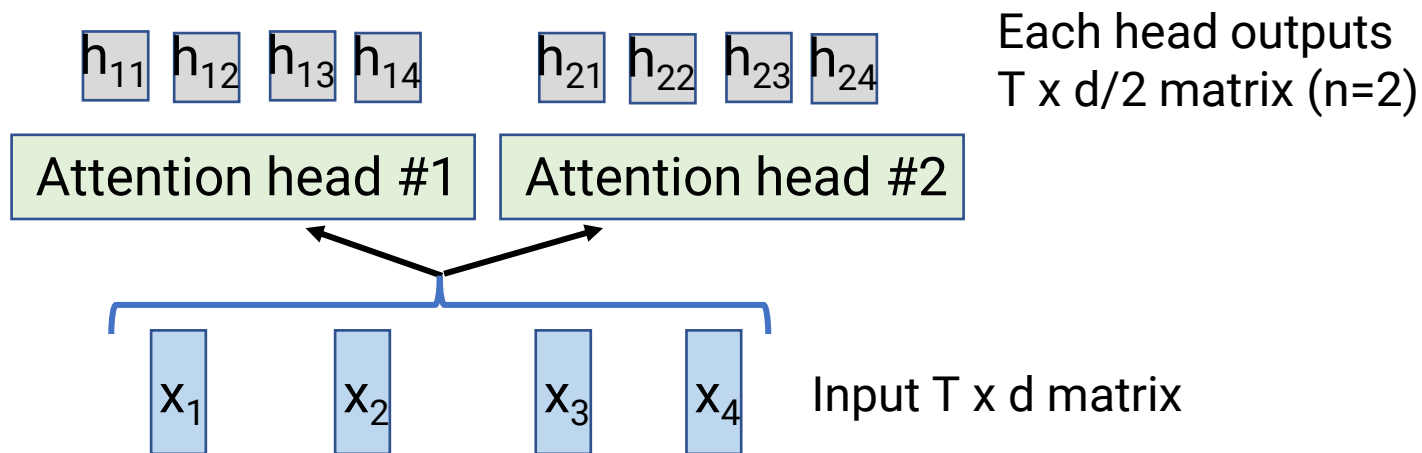 h₁₁ h₁₂ h₁₃ h₁₄ h₂₁ h₂₂ h₂₃ h₂₄
Each head outputs
T x d/2 matrix (n=2)
Attention head #1 Attention head #2
x₁ x₂ x₃ x₄ Input T x d matrix